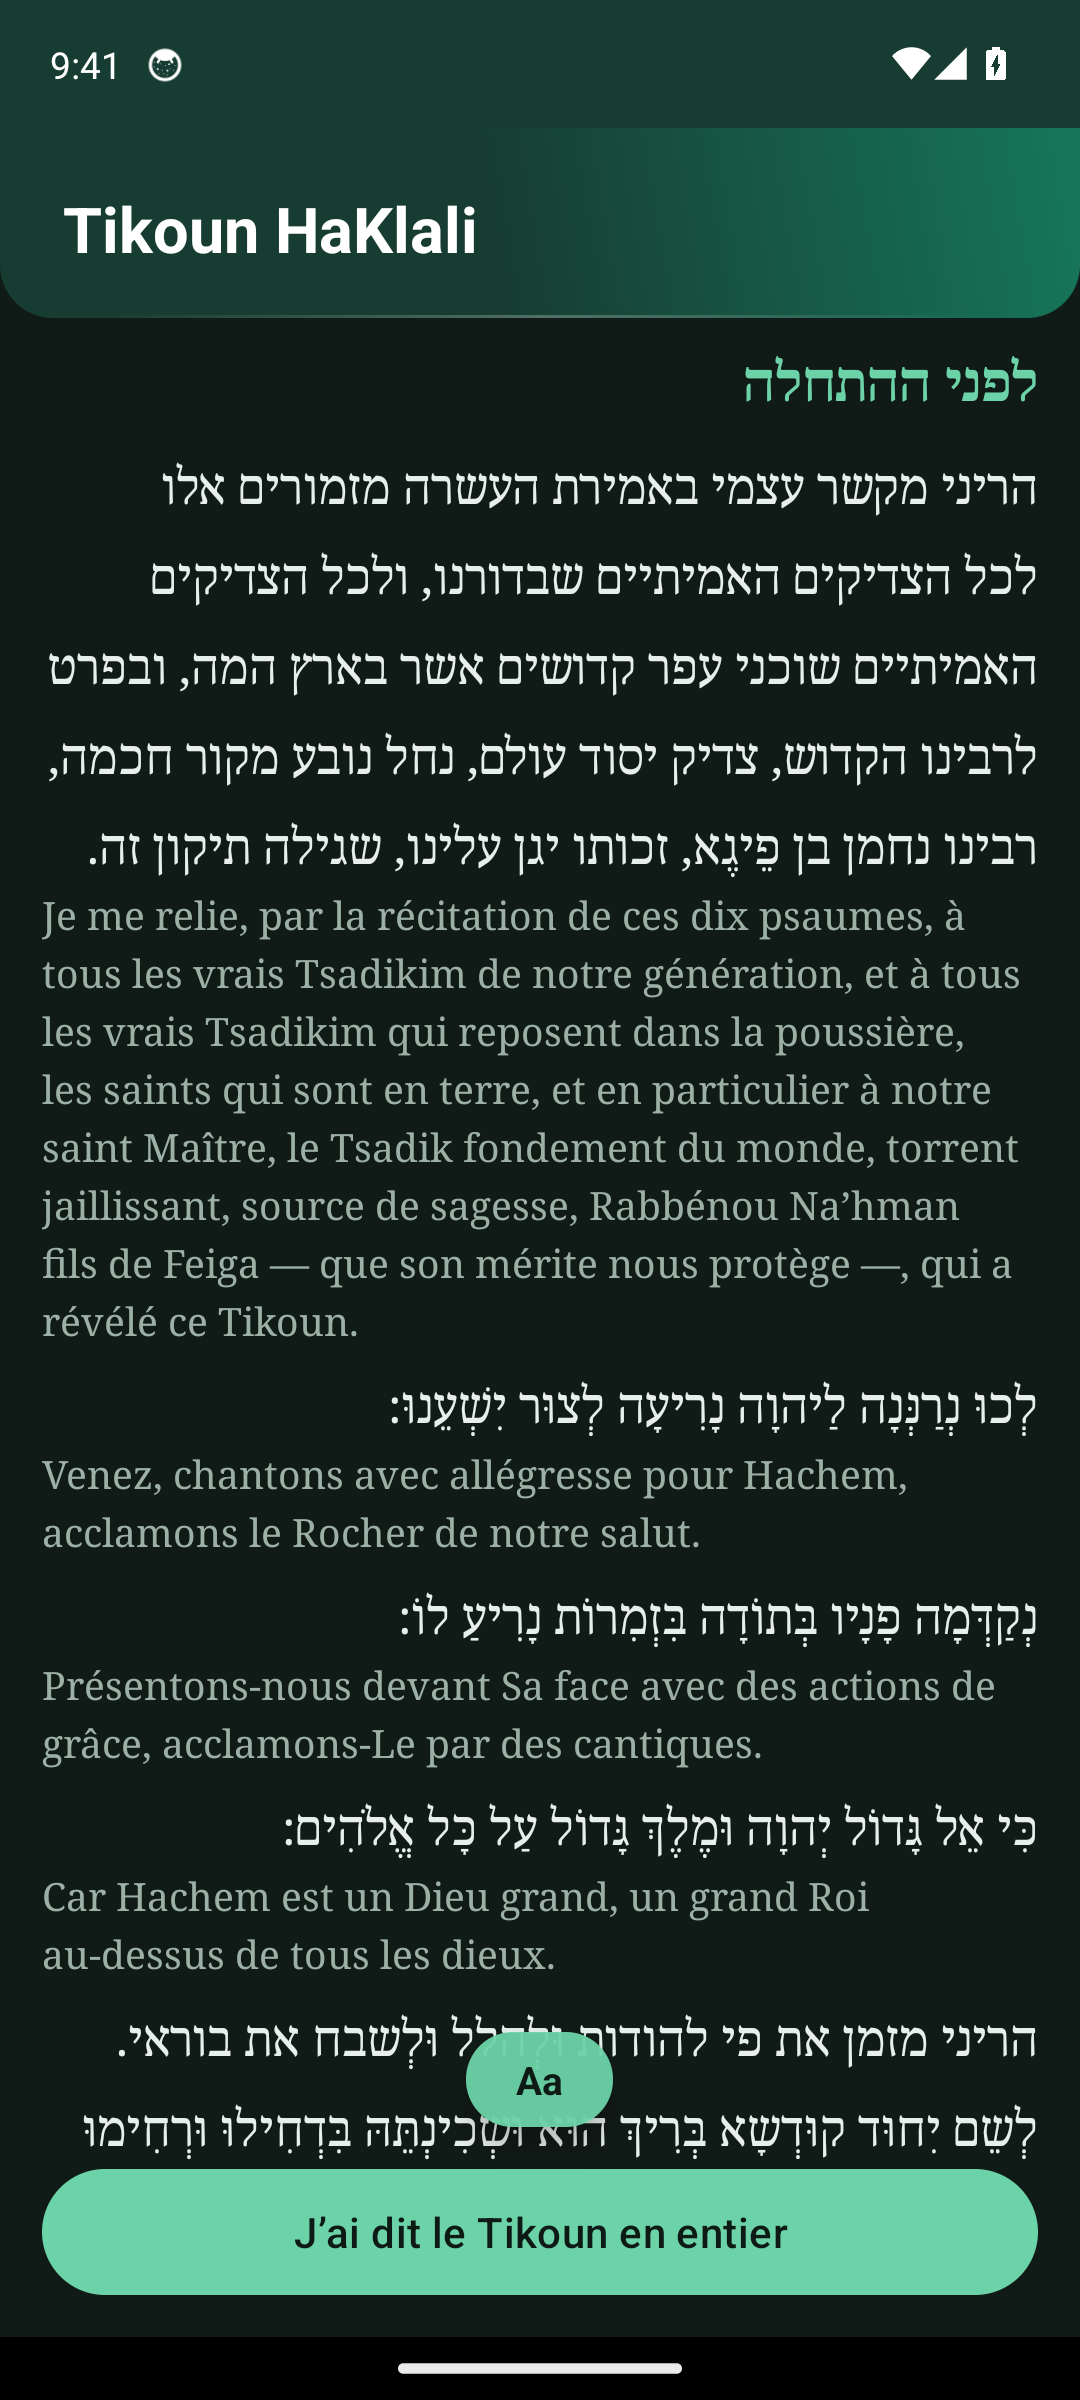 9:41
Tikoun HaKlali
לפני ההתחלה
הריני מקשר עצמי באמירת העשרה מזמורים אלו
לכל הצדיקים האמיתיים שבדורנו, ולכל הצדיקים
האמיתיים שוכני עפר קדושים אשר בארץ המה, ובפרט
לרבינו הקדוש, צדיק יסוד עולם, נחל נובע מקור חכמה,
רבינו נחמן בן פֵיגֶא, זכותו יגן עלינו, שגילה תיקון זה.
Je me relie, par la récitation de ces dix psaumes, à
tous les vrais Tsadikim de notre génération, et à tous
les vrais Tsadikim qui reposent dans la poussière,
les saints qui sont en terre, et en particulier à notre
saint Maître, le Tsadik fondement du monde, torrent
jaillissant, source de sagesse, Rabbénou Na’hman
fils de Feiga — que son mérite nous protège —, qui a
révélé ce Tikoun.
לְכוּ נְרַנְּנָה לַיהוָה נָרִיעָה לְצוּר יִשְׁעֵנוּ:
Venez, chantons avec allégresse pour Hachem,
acclamons le Rocher de notre salut.
נְקַדְּמָה פָנָיו בְּתוֹדָה בִּזְמִרוֹת נָרִיעַ לוֹ:
Présentons-nous devant Sa face avec des actions de
grâce, acclamons-Le par des cantiques.
כִּי אֵל גָּדוֹל יְהוָה וּמֶלֶךְ גָּדוֹל עַל כָּל אֱלֹהִים:
Car Hachem est un Dieu grand, un grand Roi
au-dessus de tous les dieux.
הריני מזמן את פי להודות וּלְהלל וּלְשבח את בוראי.
Aa
לְשֵׁם יִחוּד קוּדְשָׁא בְּרִיךְ הוּא וּשְׁכִינְתֵּהּ בִּדְחִילוּ וּרְחִימוּ
J’ai dit le Tikoun en entier